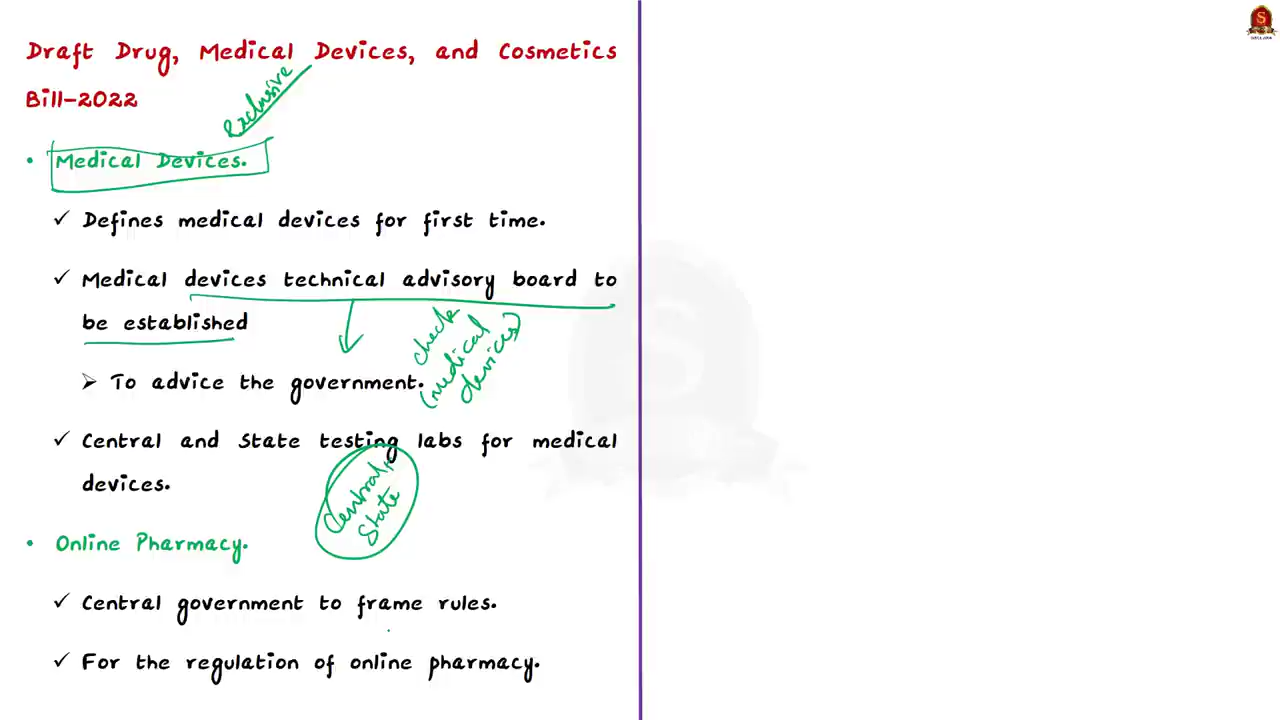 Draft Drug, Medical Devices, and Cosmetics
Bill-2022
Exclusive
• Medical Devices.
✓ Defines medical devices for first time.
✓ Medical devices technical advisory board to
be established
check
(medical
devices)
➢ To advice the government.
✓ Central and State testing labs for medical
devices.
Central+
State
• Online Pharmacy.
✓ Central government to frame rules.
✓ For the regulation of online pharmacy.
S